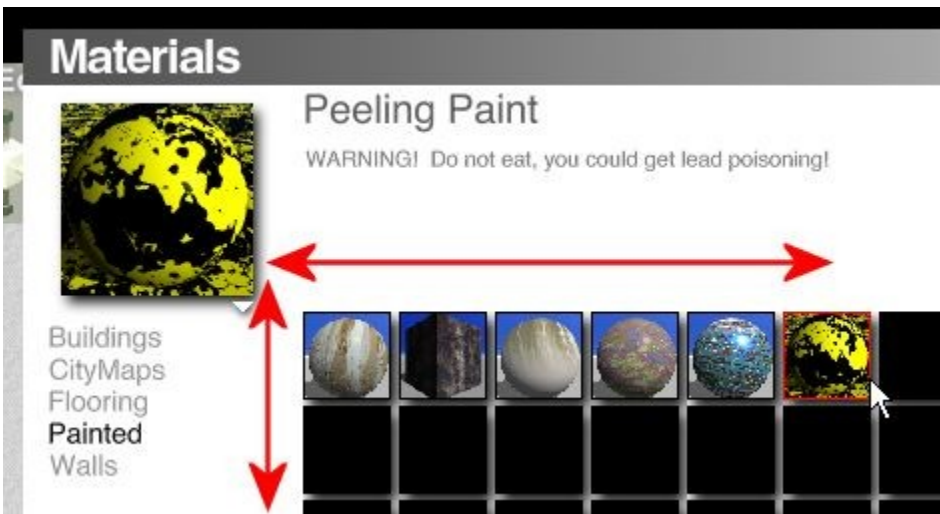 Materials
Peeling Paint
WARNING! Do not eat, you could get lead poisoning!
Buildings
CityMaps
Flooring
Painted
Walls